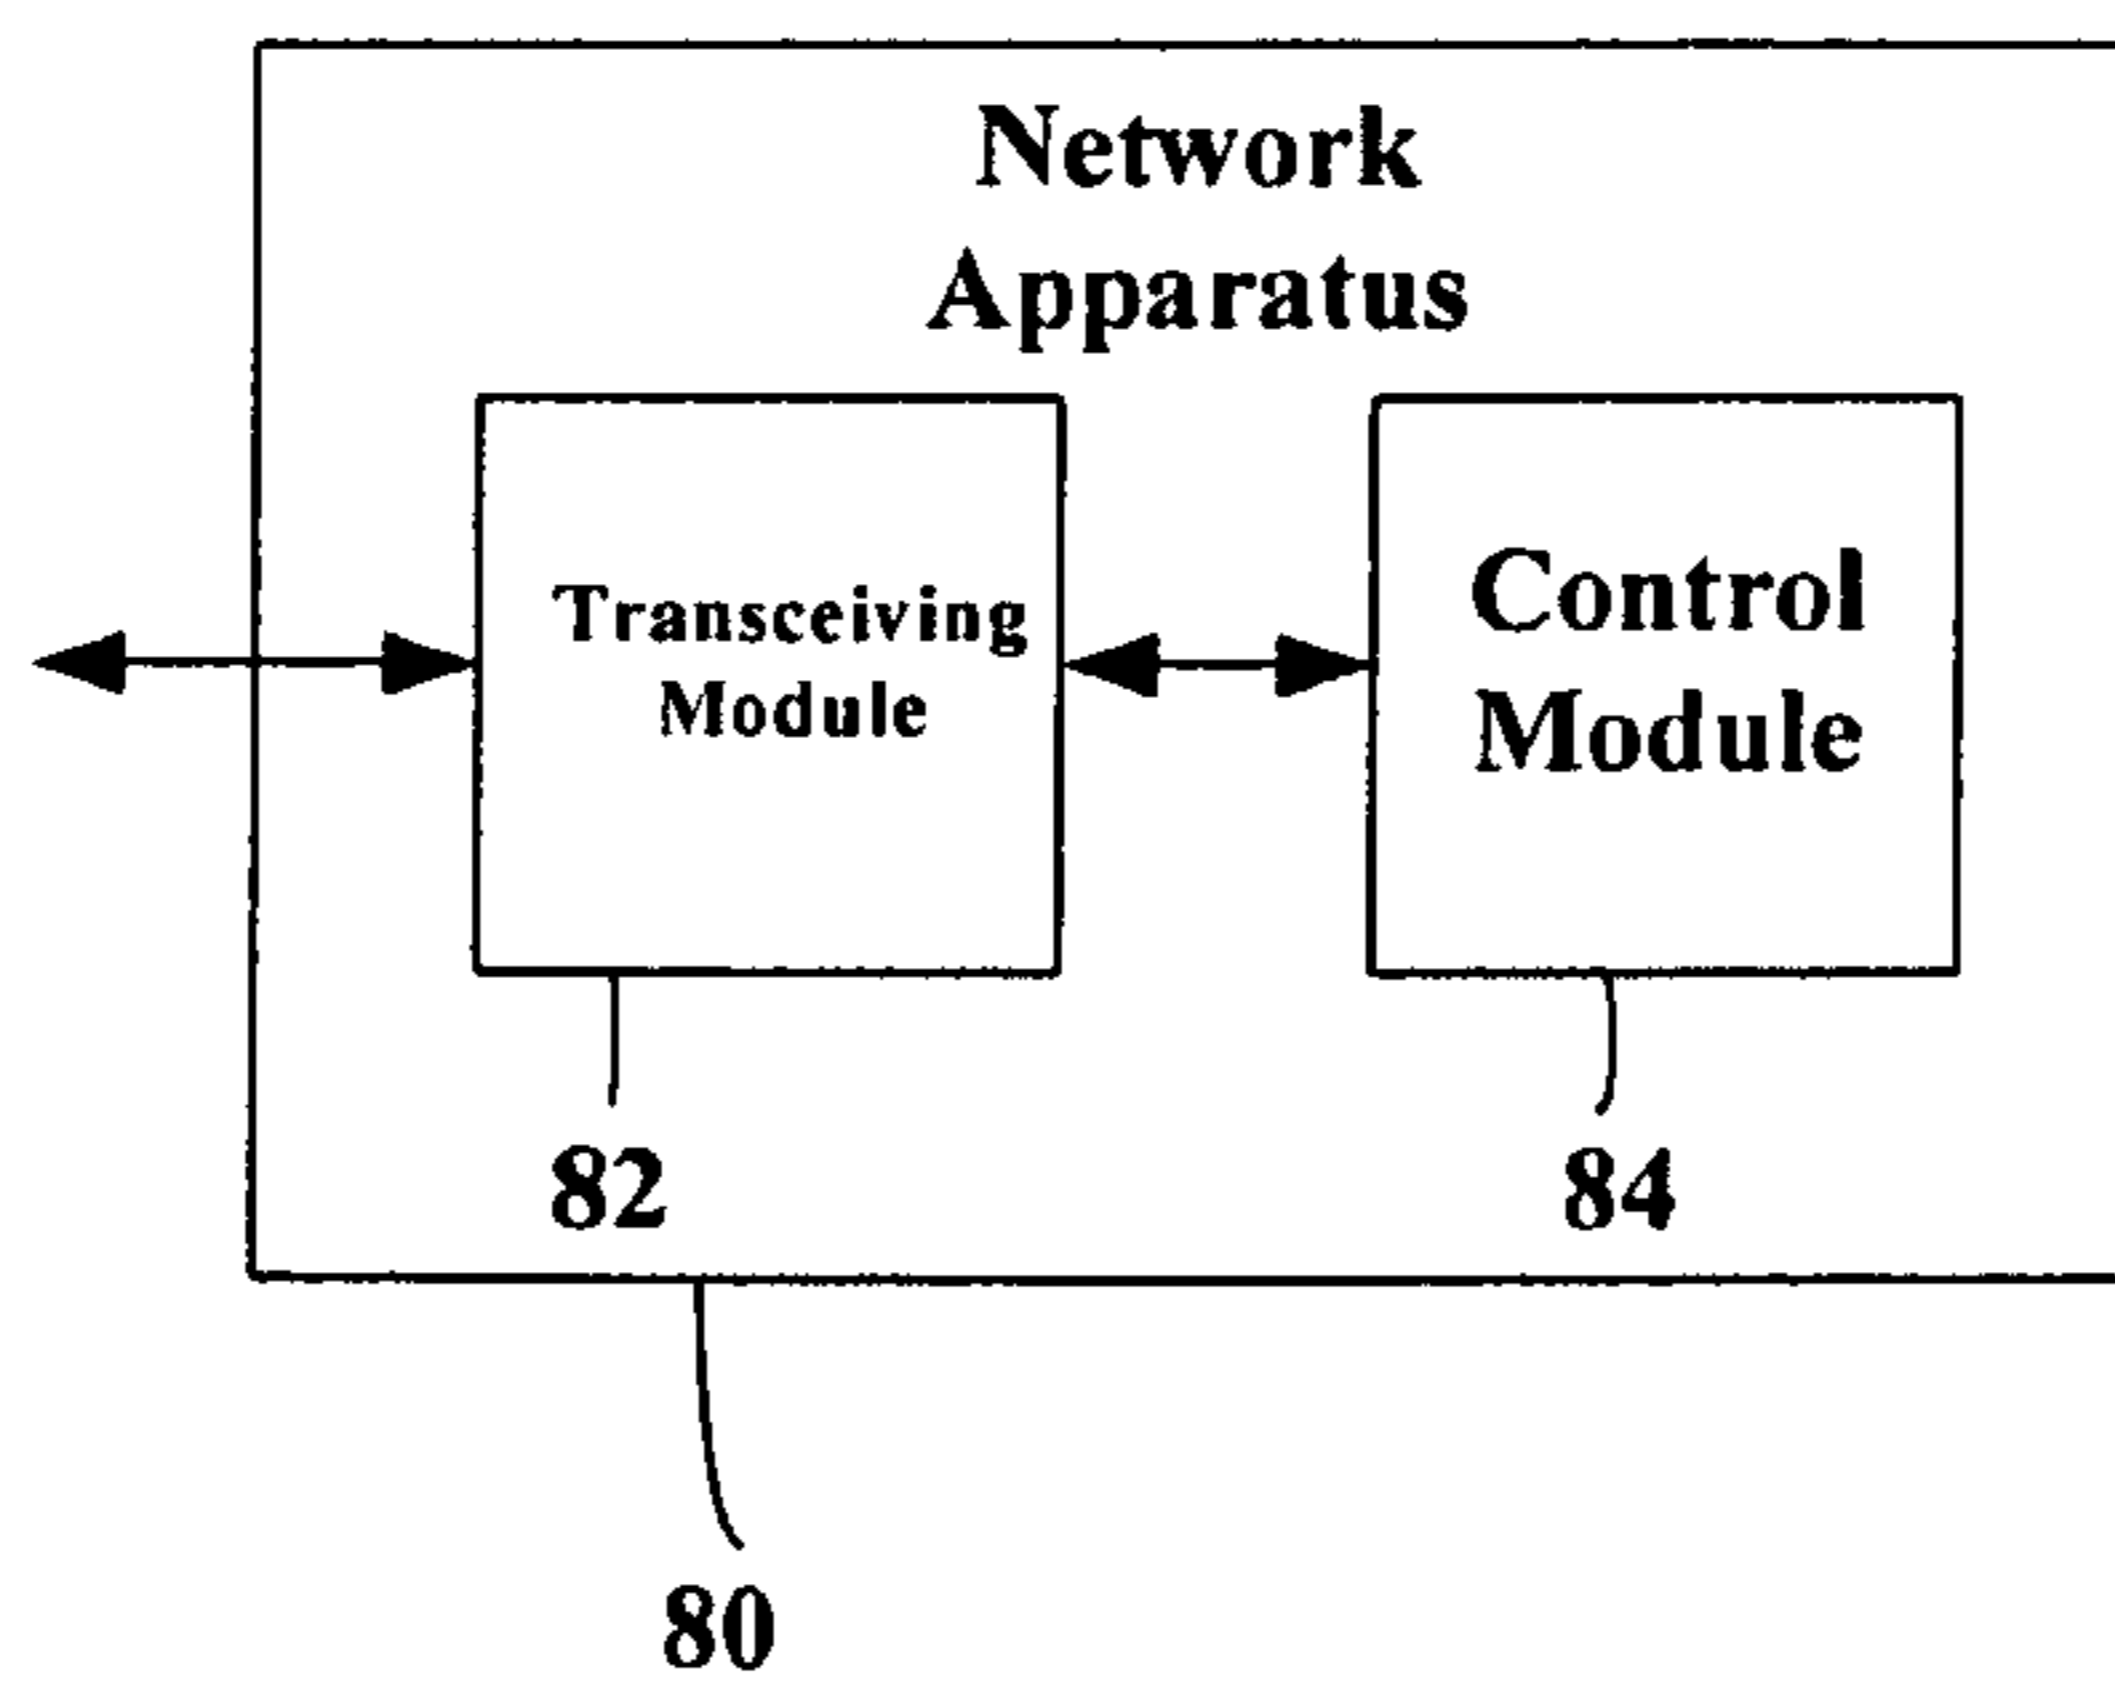 Network
Apparatus
Transceiving
Module
Control
Module
82
84
80